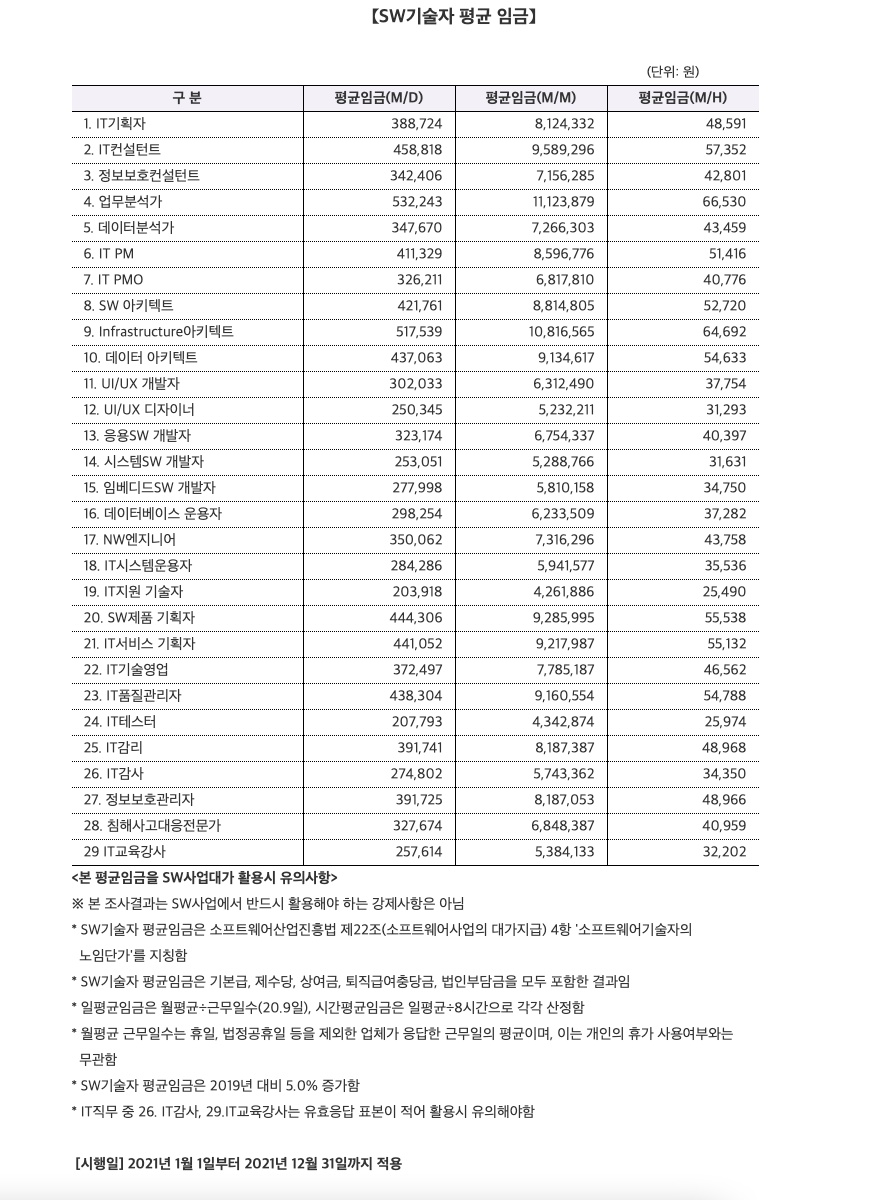 【SW기술자 평균 임금】
(단위: 원)
구 분 평균임금(M/D) 평균임금(M/M) 평균임금(M/H)
1. IT기획자 388,724 8,124,332 48,591
2. IT컨설턴트 458,818 9,589,296 57,352
3. 정보보호컨설턴트 342,406 7,156,285 42,801
4. 업무분석가 532,243 11,123,879 66,530
5. 데이터분석가 347,670 7,266,303 43,459
6. IT PM 411,329 8,596,776 51,416
7. IT PMO 326,211 6,817,810 40,776
8. SW 아키텍트 421,761 8,814,805 52,720
9. Infrastructure아키텍트 517,539 10,816,565 64,692
10. 데이터 아키텍트 437,063 9,134,617 54,633
11. UI/UX 개발자 302,033 6,312,490 37,754
12. UI/UX 디자이너 250,345 5,232,211 31,293
13. 응용SW 개발자 323,174 6,754,337 40,397
14. 시스템SW 개발자 253,051 5,288,766 31,631
15. 임베디드SW 개발자 277,998 5,810,158 34,750
16. 데이터베이스 운용자 298,254 6,233,509 37,282
17. NW엔지니어 350,062 7,316,296 43,758
18. IT시스템운용자 284,286 5,941,577 35,536
19. IT지원 기술자 203,918 4,261,886 25,490
20. SW제품 기획자 444,306 9,285,995 55,538
21. IT서비스 기획자 441,052 9,217,987 55,132
22. IT기술영업 372,497 7,785,187 46,562
23. IT품질관리자 438,304 9,160,554 54,788
24. IT테스터 207,793 4,342,874 25,974
25. IT감리 391,741 8,187,387 48,968
26. IT감사 274,802 5,743,362 34,350
27. 정보보호관리자 391,725 8,187,053 48,966
28. 침해사고대응전문가 327,674 6,848,387 40,959
29 IT교육강사 257,614 5,384,133 32,202
<본 평균임금을 SW사업대가 활용시 유의사항>
※ 본 조사결과는 SW사업에서 반드시 활용해야 하는 강제사항은 아님
* SW기술자 평균임금은 소프트웨어산업진흥법 제22조(소프트웨어사업의 대가지급) 4항 '소프트웨어기술자의
노임단가'를 지칭함
* SW기술자 평균임금은 기본급, 제수당, 상여금, 퇴직급여충당금, 법인부담금을 모두 포함한 결과임
* 일평균임금은 월평균÷근무일수(20.9일), 시간평균임금은 일평균÷8시간으로 각각 산정함
* 월평균 근무일수는 휴일, 법정공휴일 등을 제외한 업체가 응답한 근무일의 평균이며, 이는 개인의 휴가 사용여부와는
무관함
* SW기술자 평균임금은 2019년 대비 5.0% 증가함
* IT직무 중 26. IT감사, 29.IT교육강사는 유효응답 표본이 적어 활용시 유의해야함
[시행일] 2021년 1월 1일부터 2021년 12월 31일까지 적용